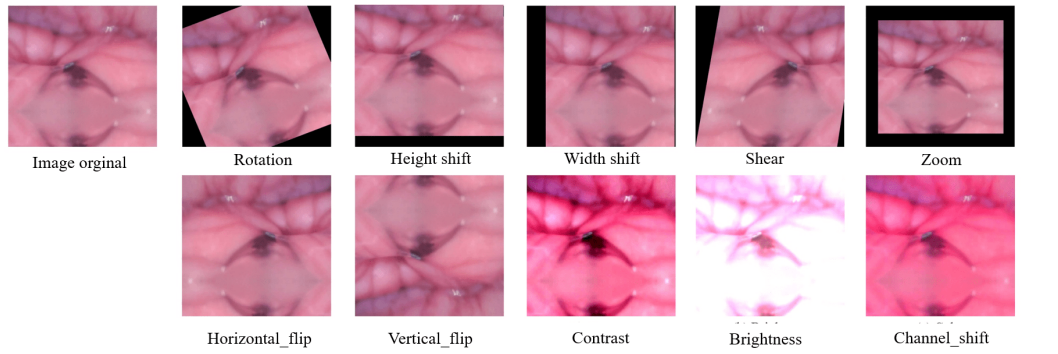 Image orginal
Rotation
Height shift
Width shift
Shear
Zoom
Horizontal_flip
Vertical_flip
Contrast
Brightness
Channel_shift